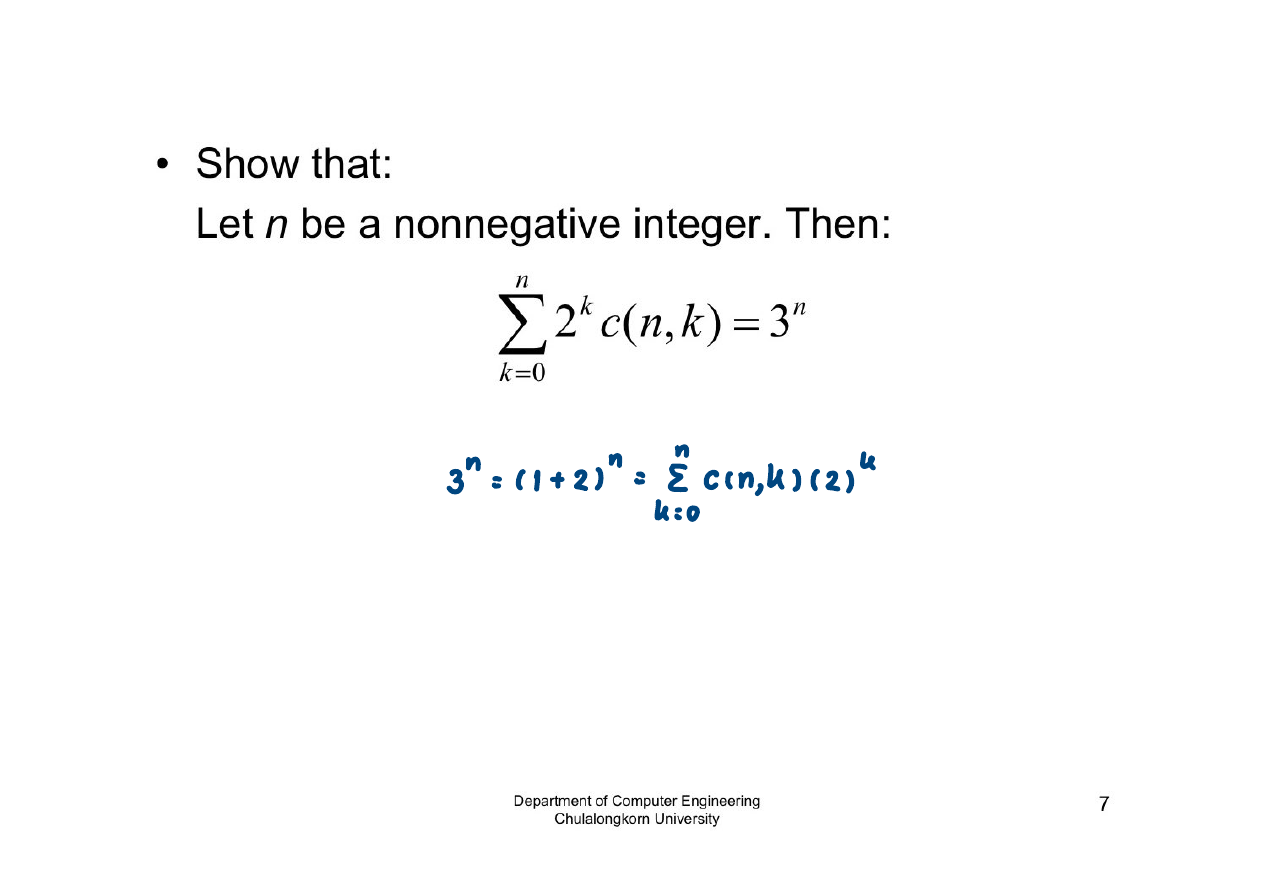 • Show that:
Let n be a nonnegative integer. Then:
\sum_{k=0}^{n} 2^k c(n,k) = 3^n
3^n = (1+2)^n = \sum_{k=0}^{n} c(n,k)(2)^k
Department of Computer Engineering
Chulalongkorn University
7